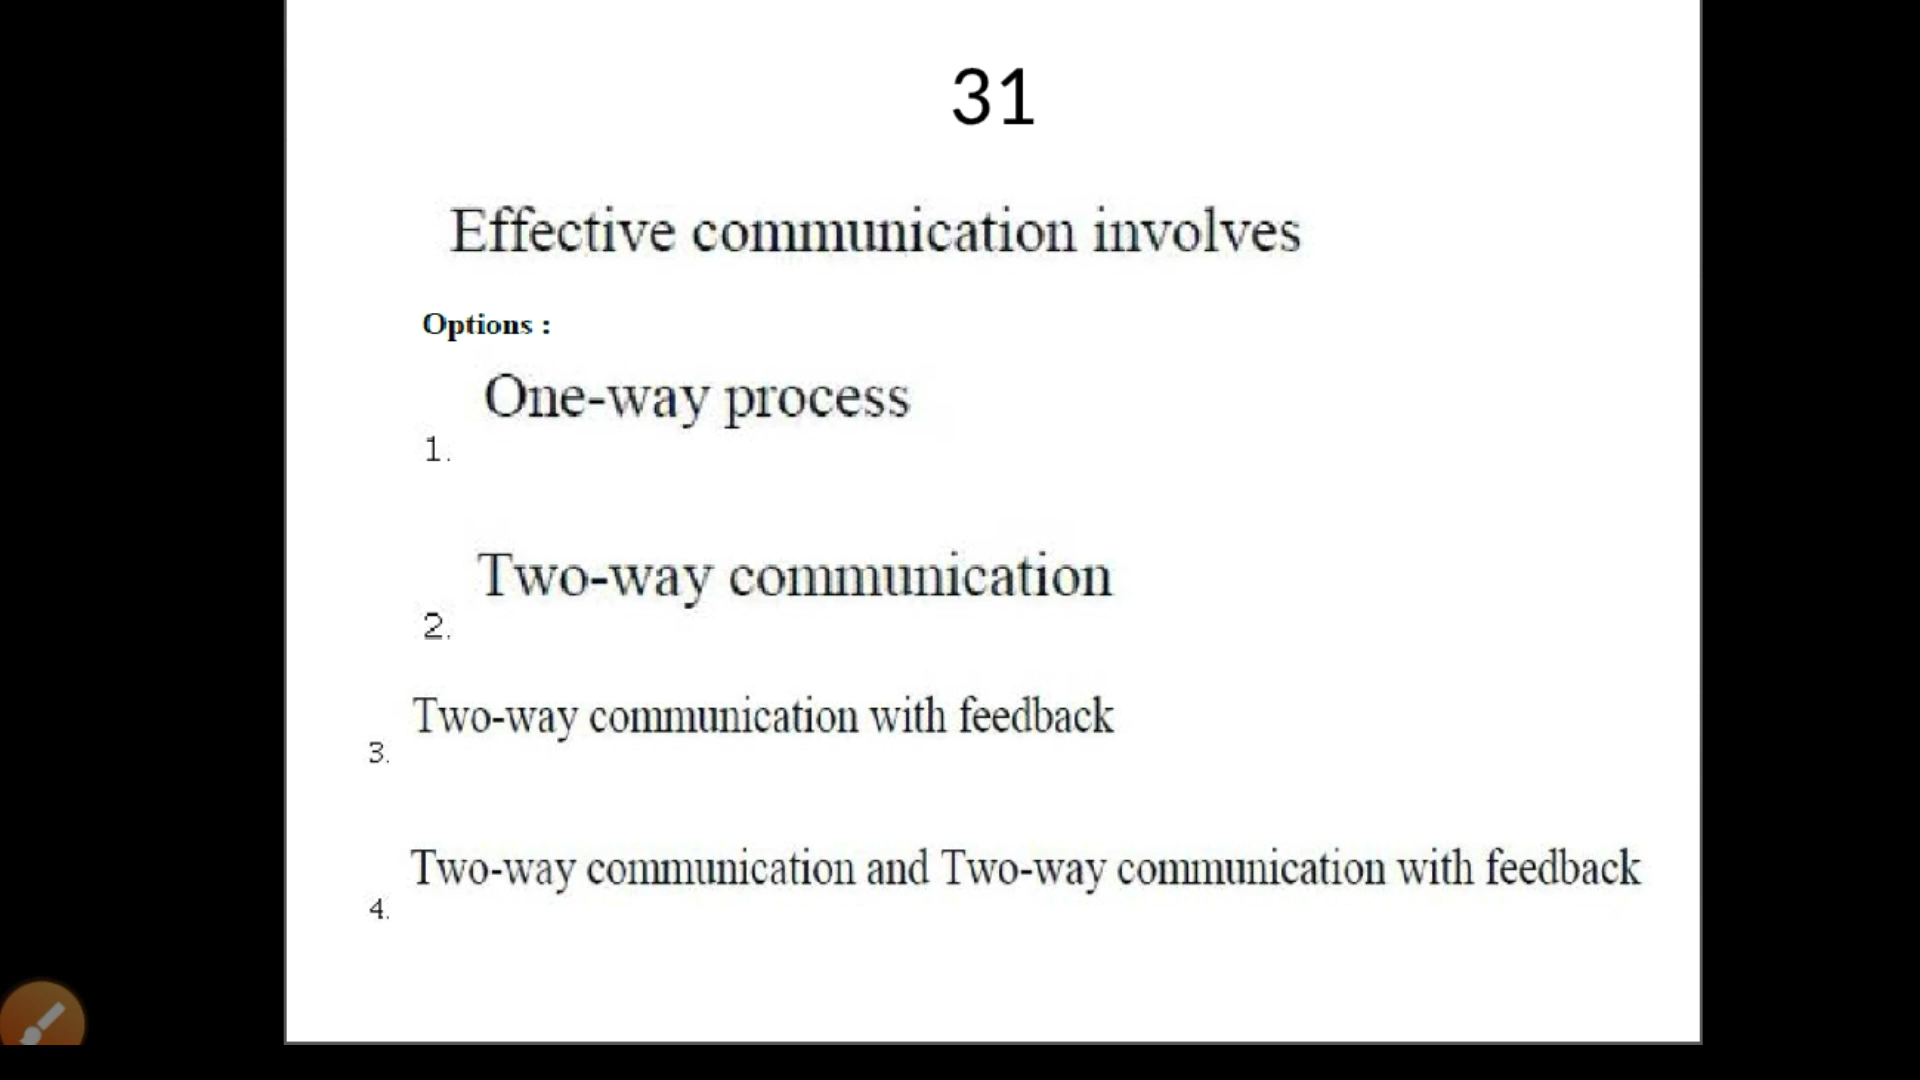 31
Effective communication involves
Options :
One-way process
1.
Two-way communication
2.
Two-way communication with feedback
3.
Two-way communication and Two-way communication with feedback
4.